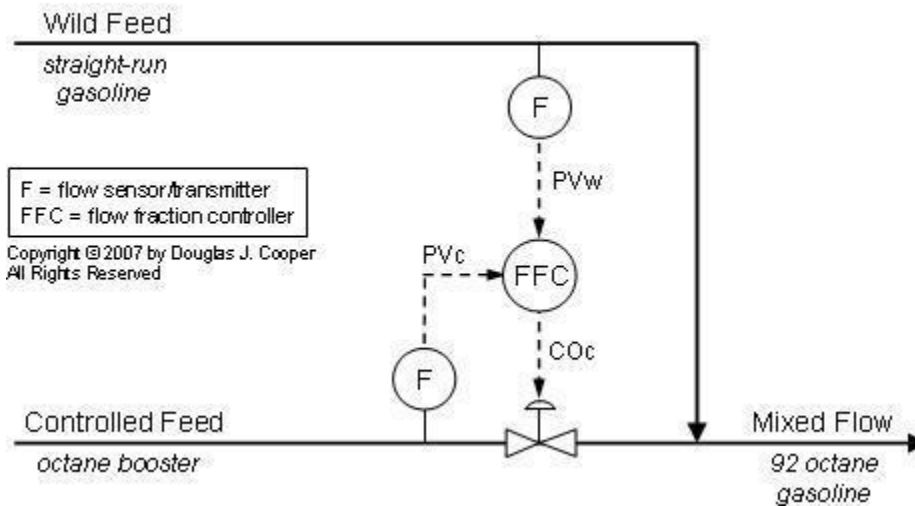 Wild Feed
straight-run
gasoline
F
PVw
F = flow sensor/transmitter
FFC = flow fraction controller
Copyright © 2007 by Douglas J. Cooper
All Rights Reserved
PVc
FFC
COc
F
Controlled Feed
octane booster
Mixed Flow
92 octane
gasoline